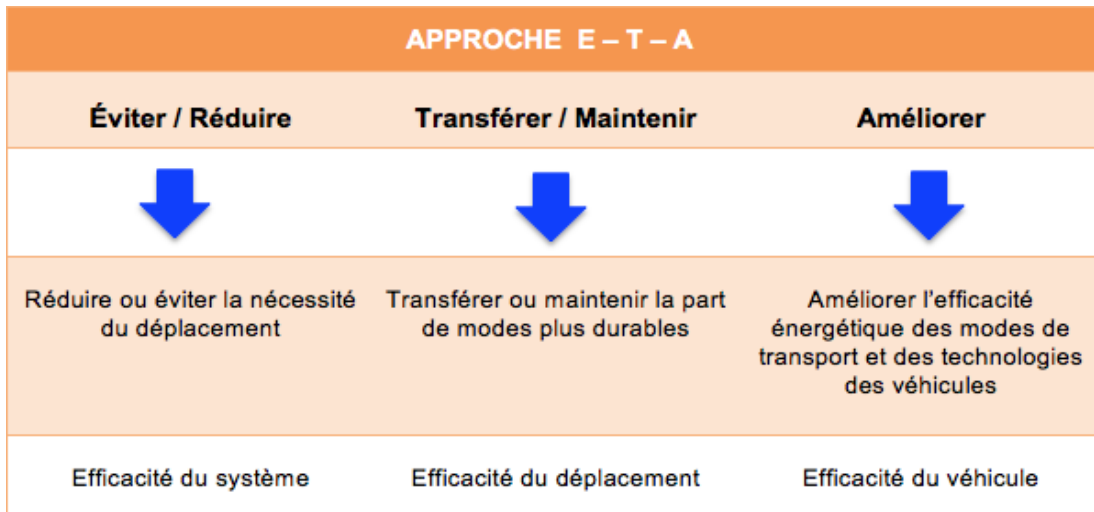 APPROCHE E – T – A
Éviter / Réduire
Transférer / Maintenir
Améliorer
Réduire ou éviter la nécessité
du déplacement
Transférer ou maintenir la part
de modes plus durables
Améliorer l'efficacité
énergétique des modes de
transport et des technologies
des véhicules
Efficacité du système
Efficacité du déplacement
Efficacité du véhicule